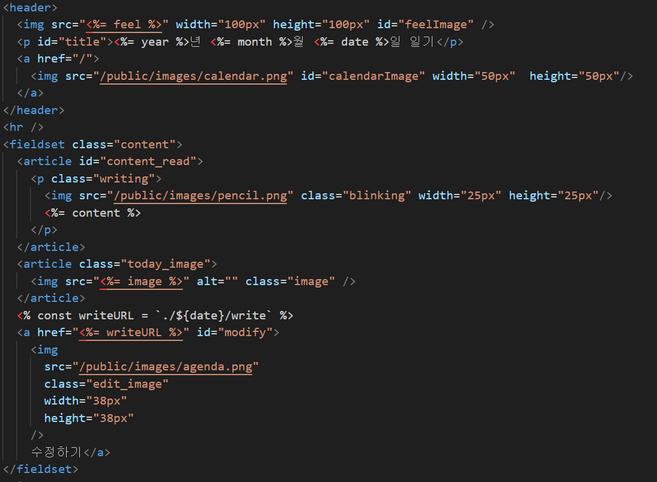 <header>
<img src="<%= feel %>" width="100px" height="100px" id="feelImage" />
<p id="title"><%= year %>년 <%= month %>월 <%= date %>일 일기</p>
<a href="/">
<img src="/public/images/calendar.png" id="calendarImage" width="50px"  height="50px"/>
</a>
</header>
<hr />
<fieldset class="content">
<article id="content_read">
<p class="writing">
<img src="/public/images/pencil.png" class="blinking" width="25px" height="25px"/>
<%= content %>
</p>
</article>
<article class="today_image">
<img src="<%= image %>" alt="" class="image" />
</article>
<% const writeURL = `./${date}/write` %>
<a href="<%= writeURL %>" id="modify">
<img
src="/public/images/agenda.png"
class="edit_image"
width="38px"
height="38px"
/>
수정하기</a>
</fieldset>